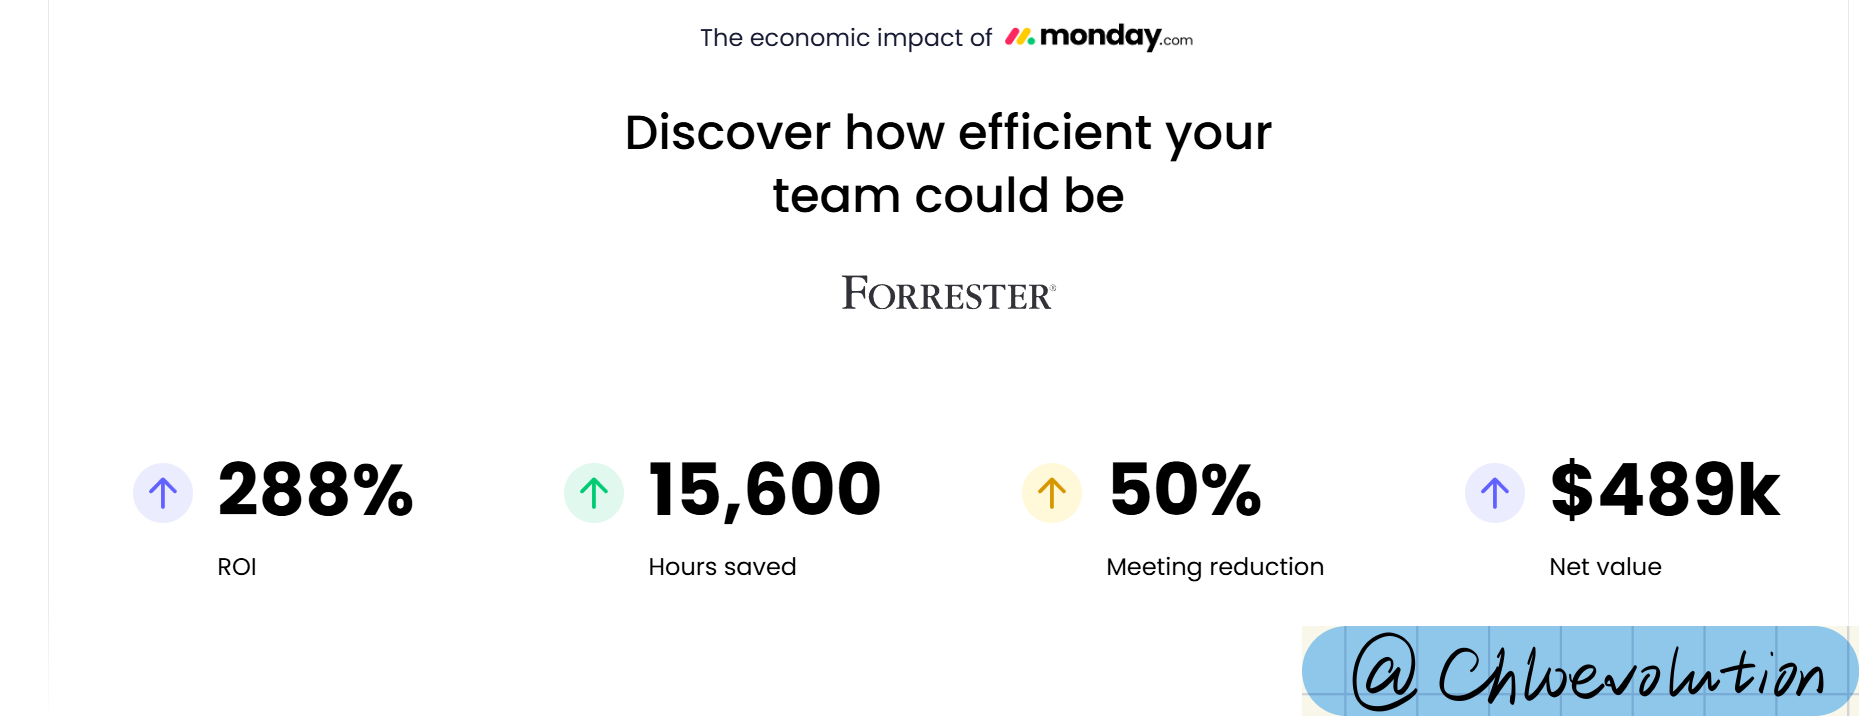 The economic impact of monday.com
Discover how efficient your
team could be
FORRESTER®
288%
ROI
15,600
Hours saved
50%
Meeting reduction
$489k
Net value
@Chloevolution